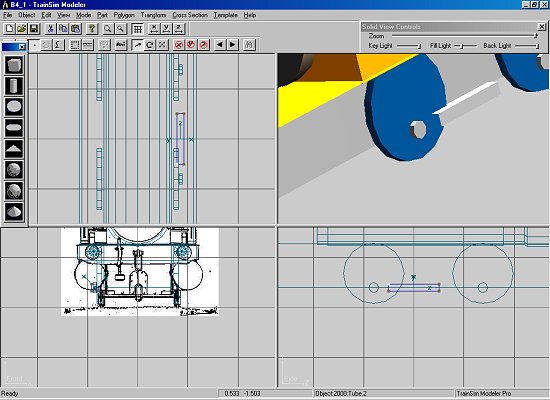 B4_1 - TrainSim Modeler
File Object Edit View Mode Part Polygon Transform Cross Section Template Help
Solid View Controls
Zoom
Key Light Fill Light Back Light
z
Y x
Y
x
z
Front
Side
Ready 0.533 -1.503 Object 2000:Tube.2 TrainSim Modeler Pro